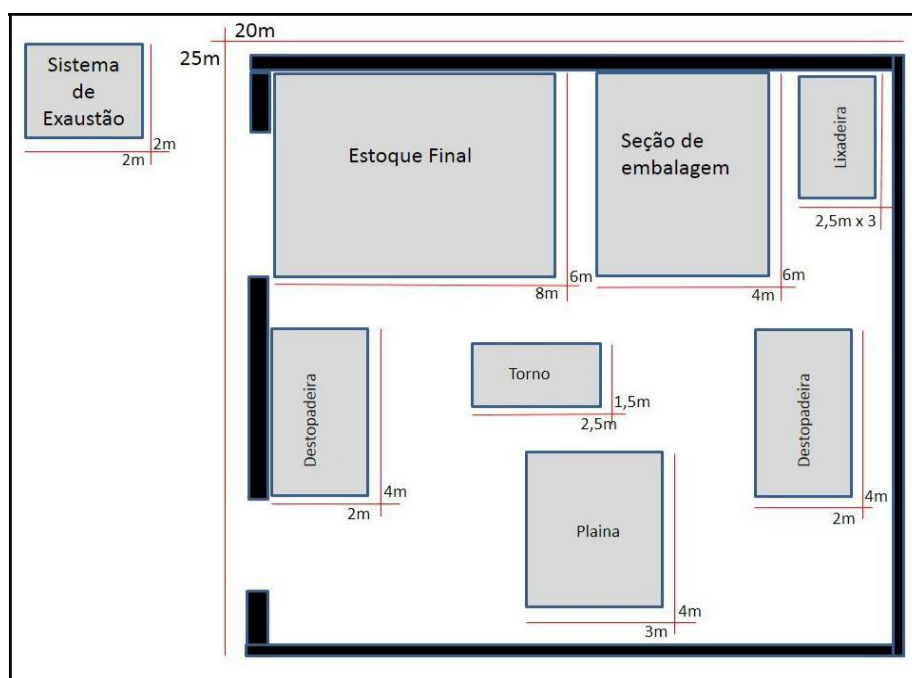 20m
25m
Sistema
de
Exaustão
2m
2m
Estoque Final
6m
8m
Seção de
embalagem
6m
4m
Lixadeira
2,5m x 3
Destopadeira
4m
2m
Torno
1,5m
2,5m
Destopadeira
4m
2m
Plaina
4m
3m